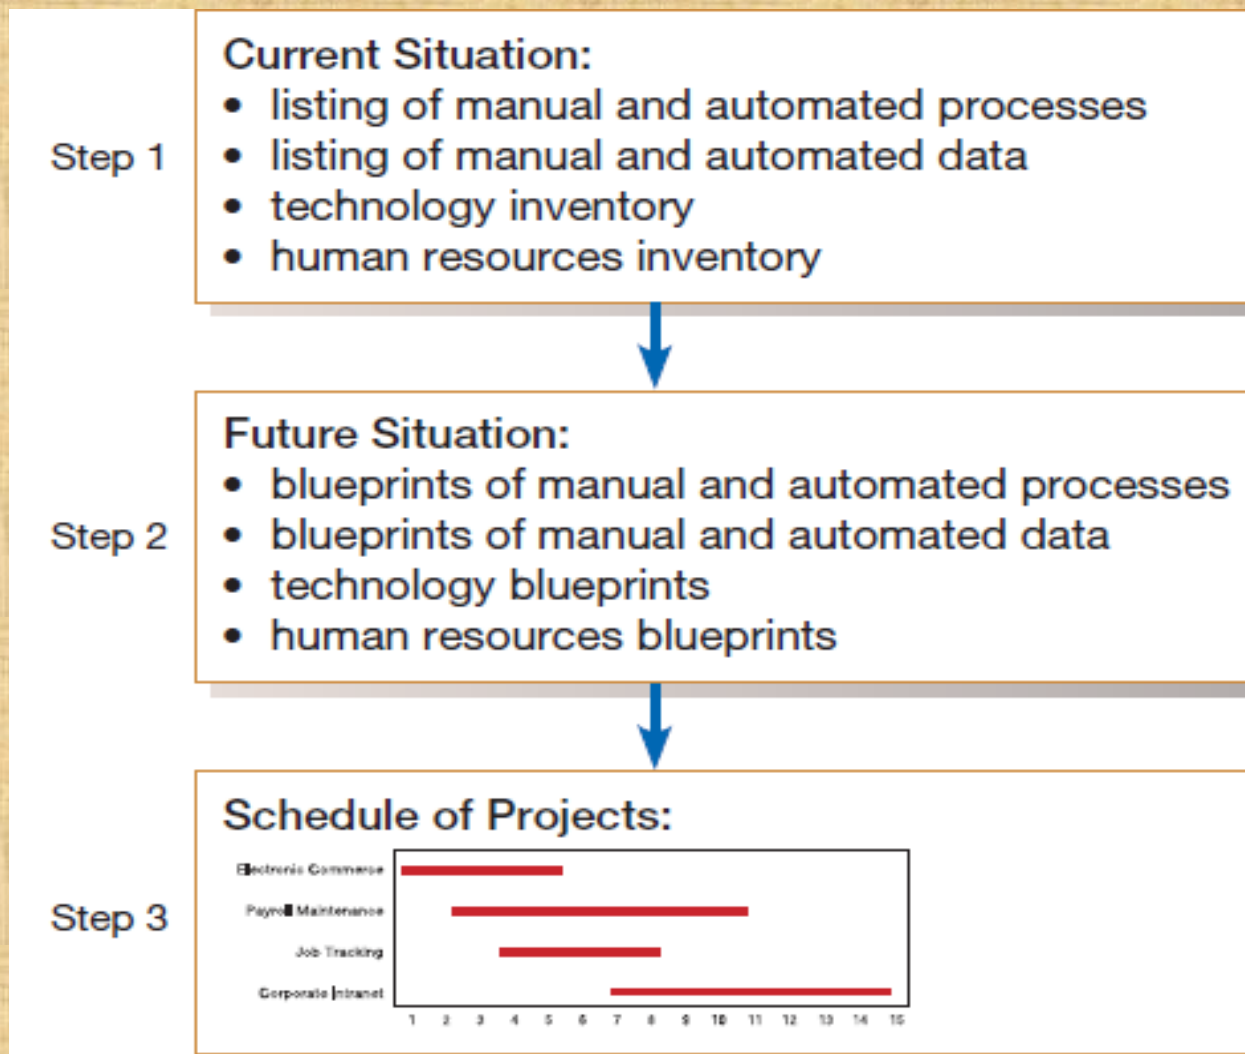 Step 1
Current Situation:
• listing of manual and automated processes
• listing of manual and automated data
• technology inventory
• human resources inventory
Step 2
Future Situation:
• blueprints of manual and automated processes
• blueprints of manual and automated data
• technology blueprints
• human resources blueprints
Step 3
Schedule of Projects:
Electronic Commerce
Payroll Maintenance
Job Tracking
Corporate Intranet
1 2 3 4 5 6 7 8 9 10 11 12 13 14 15